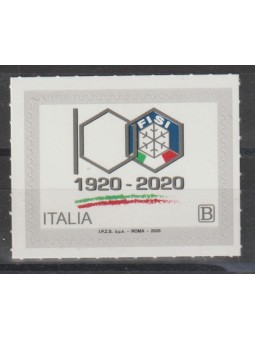 FISI
1920 - 2020
ITALIA B
I.P.Z.S. S.p.A. - ROMA - 2020